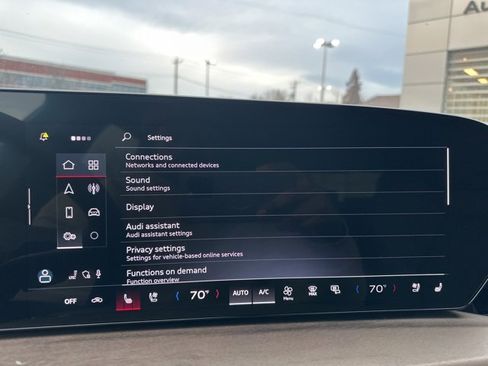 Au
Settings
Connections
Networks and connected devices
Sound
Sound settings
Display
Audi assistant
Audi assistant settings
Privacy settings
Settings for vehicle-based online services
Functions on demand
Function overview
OFF
70°F
AUTO
A/C
Menu
MAX
70°F